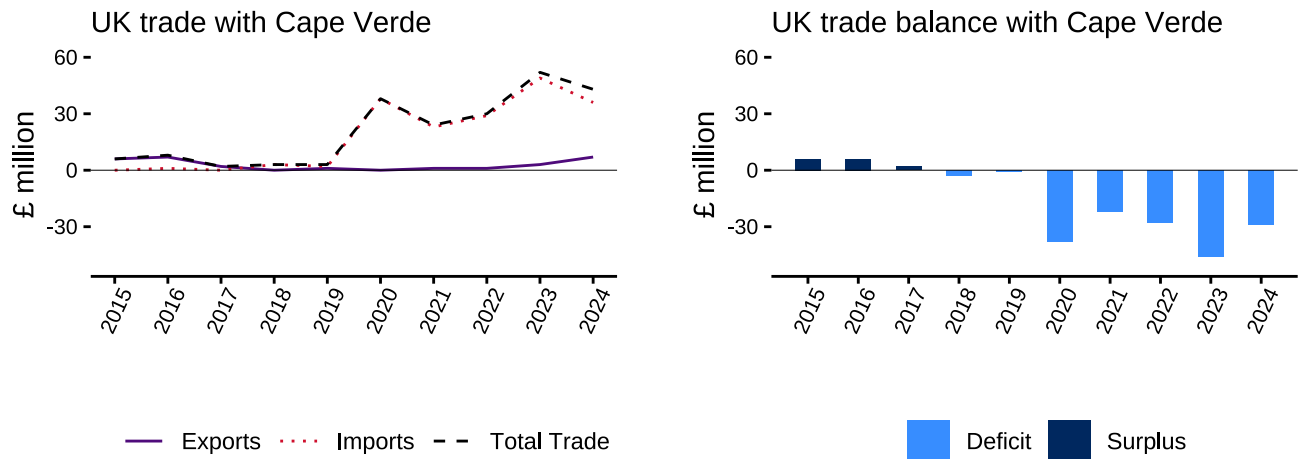 UK trade with Cape Verde
£ million
60
30
0
-30
2015 2016 2017 2018 2019 2020 2021 2022 2023 2024
Exports Imports Total Trade
UK trade balance with Cape Verde
£ million
60
30
0
-30
2015 2016 2017 2018 2019 2020 2021 2022 2023 2024
Deficit Surplus